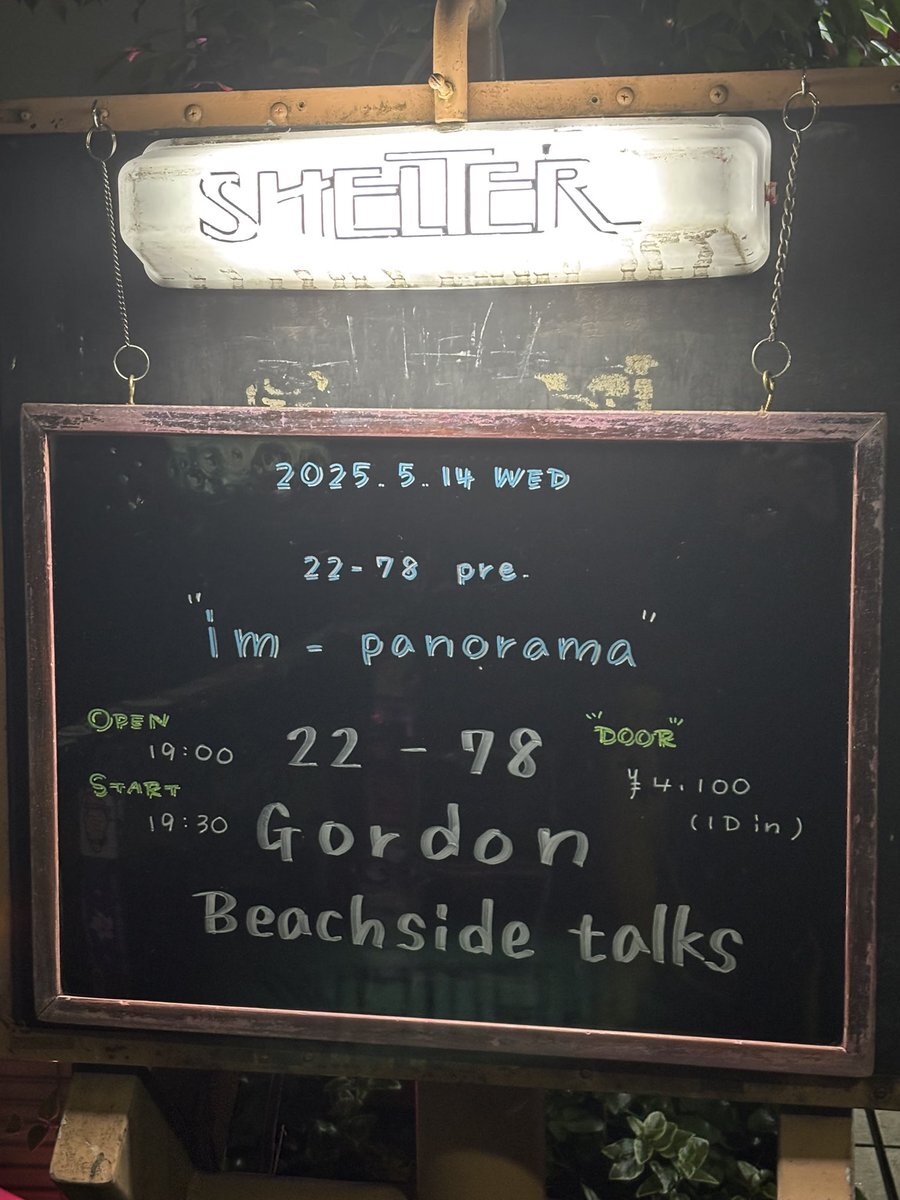 SHELTER
2025.5.14 WED
22-78 pre.
"im - panorama"
OPEN
19:00
START
19:30
22 - 78
Gordon
Beachside talks
"DOOR"
¥4,100
(1D in)